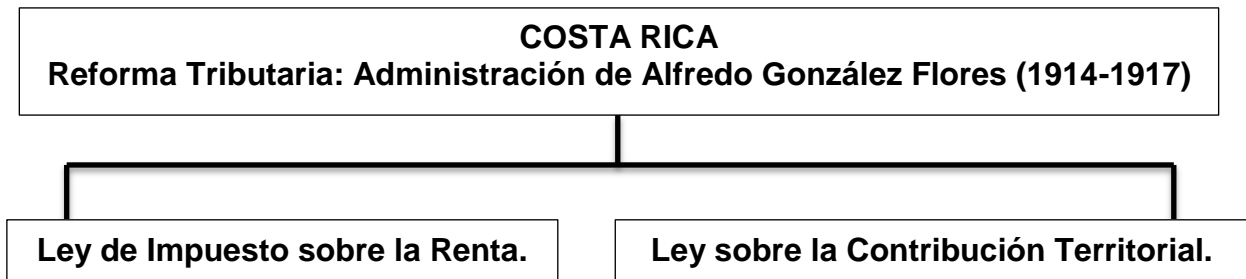 COSTA RICA
Reforma Tributaria: Administración de Alfredo González Flores (1914-1917)
Ley de Impuesto sobre la Renta.
Ley sobre la Contribución Territorial.